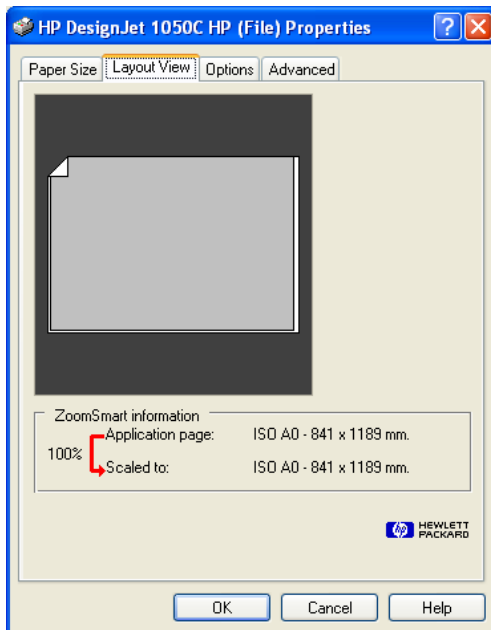 HP DesignJet 1050C HP (File) Properties
Paper Size Layout View Options Advanced
ZoomSmart information
Application page: ISO A0 - 841 x 1189 mm.
100%
Scaled to: ISO A0 - 841 x 1189 mm.
hp HEWLETT
PACKARD
OK Cancel Help